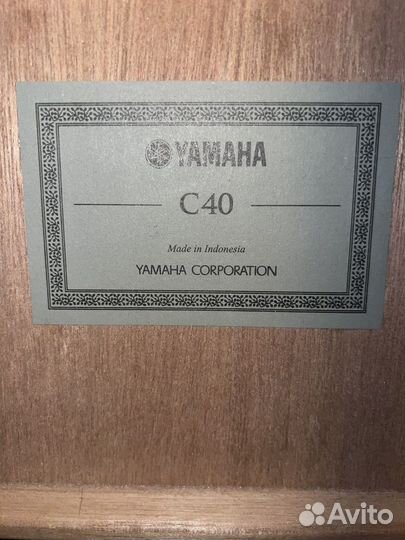 YAMAHA
C40
Made in Indonesia
YAMAHA CORPORATION
Avito